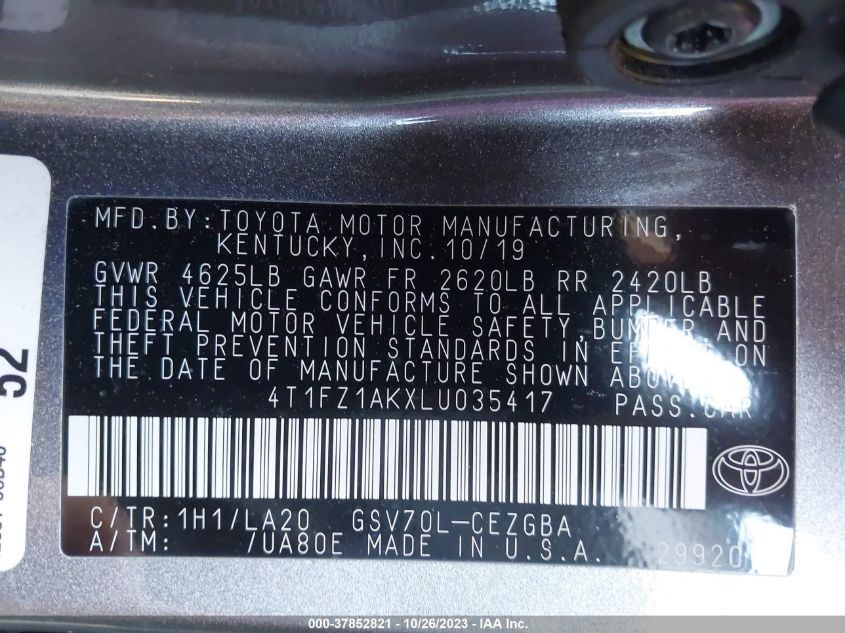 MFD.BY:TOYOTA MOTOR MANUFACTURING,
KENTUCKY,INC.10/19
GVWR 4625LB GAWR FR 2620LB RR 2420LB
THIS VEHICLE CONFORMS TO ALL APPLICABLE
FEDERAL MOTOR VEHICLE SAFETY,BUMPER,AND
THEFT PREVENTION STANDARDS IN EFFECT ON
THE DATE OF MANUFACTURE SHOWN ABOVE.
4T1FZ1AKXLU035417 PASS.CAR
C/TR:1H1/LA20 GSV70L-CEZGBA
A/TM: /UA80E MADE IN U.S.A. 29920
52
000-37852821 - 10/26/2023 - IAA Inc.